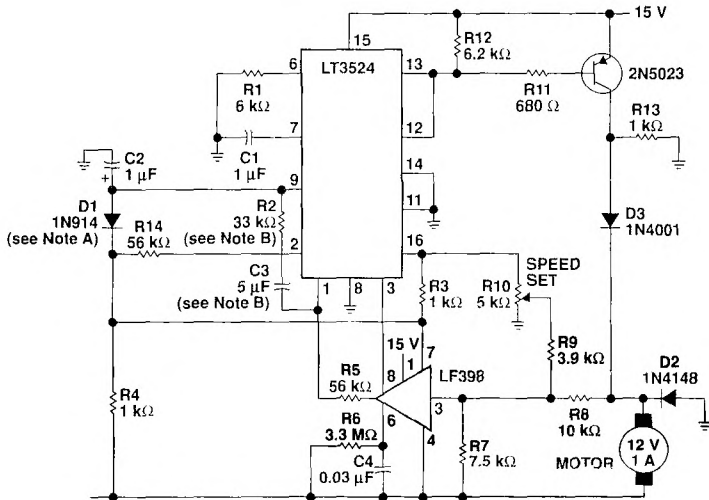 15 V
R12
6.2 kΩ
15
LT3524
6
13
R1
6 kΩ
2N5023
R11
680 Ω
R13
1 kΩ
7
12
C1
1 µF
14
C2
1 µF
+
9
11
D1
1N914
(see Note A)
R2
33 kΩ
(see Note B)
R14
56 kΩ
2
16
D3
1N4001
C3
5 µF
(see Note B)
1
8
3
R3
1 kΩ
R10
5 kΩ
SPEED
SET
15 V
7
1
8
LF398
R9
3.9 kΩ
D2
1N4148
R4
1 kΩ
R5
56 kΩ
3
6
4
R8
10 kΩ
R6
3.3 MΩ
R7
7.5 kΩ
C4
0.03 µF
MOTOR
12 V
1 A